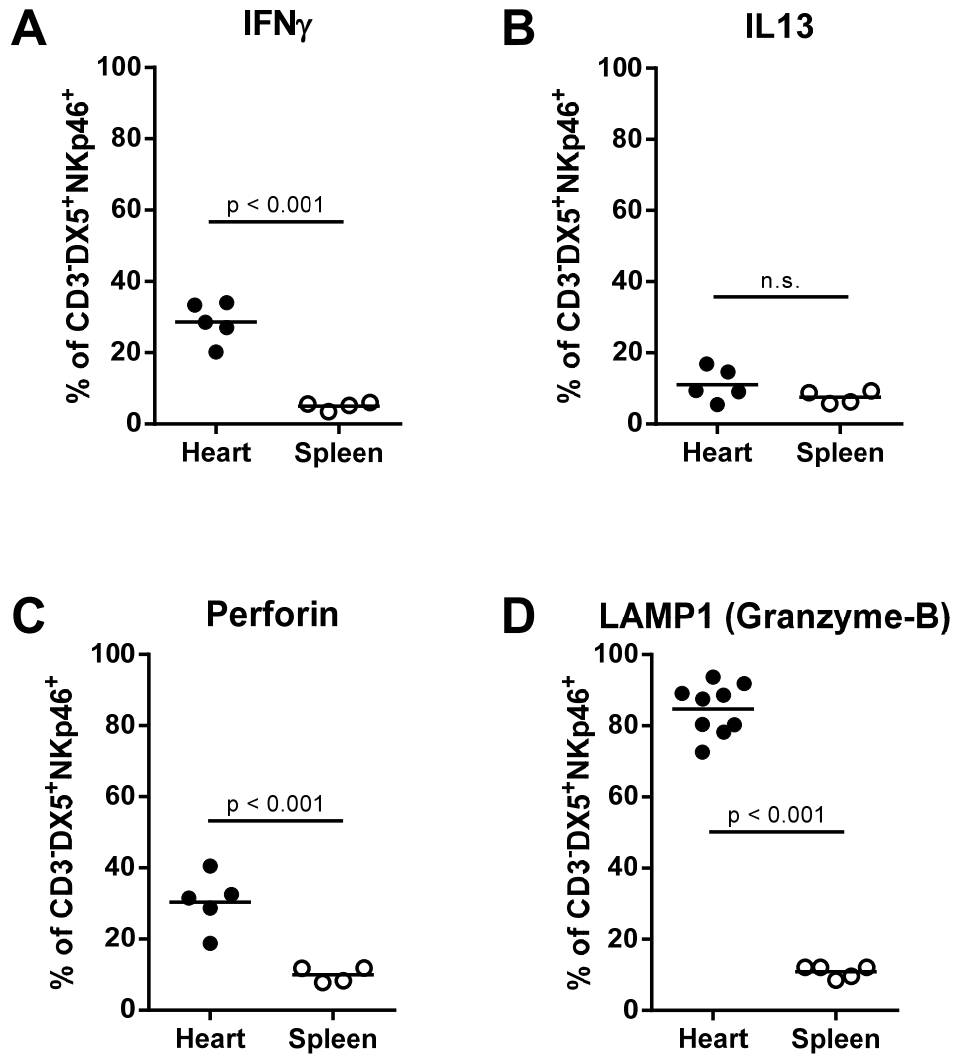 A
IFNγ
% of CD3-DX5+NKp46+
100
80
60
40
20
0
p < 0.001
Heart Spleen
B
IL13
% of CD3-DX5+NKp46+
100
80
60
40
20
0
n.s.
Heart Spleen
C
Perforin
% of CD3-DX5+NKp46+
100
80
60
40
20
0
p < 0.001
Heart Spleen
D
LAMP1 (Granzyme-B)
% of CD3-DX5+NKp46+
100
80
60
40
20
0
p < 0.001
Heart Spleen